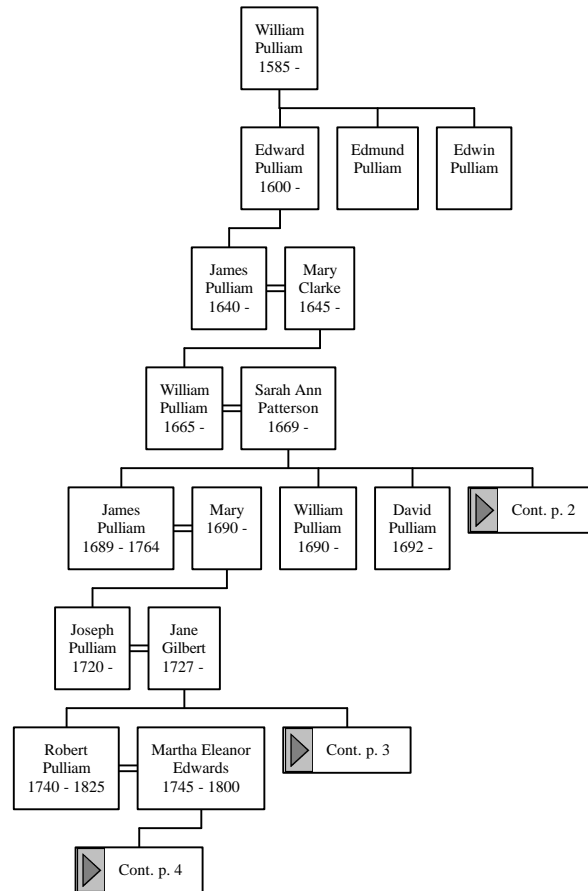 William
Pulliam
1585 -
Edward
Pulliam
1600 -
Edmund
Pulliam
Edwin
Pulliam
James
Pulliam
1640 -
Mary
Clarke
1645 -
William
Pulliam
1665 -
Sarah Ann
Patterson
1669 -
James
Pulliam
1689 - 1764
Mary
1690 -
William
Pulliam
1690 -
David
Pulliam
1692 -
Cont. p. 2
Joseph
Pulliam
1720 -
Jane
Gilbert
1727 -
Robert
Pulliam
1740 - 1825
Martha Eleanor
Edwards
1745 - 1800
Cont. p. 3
Cont. p. 4